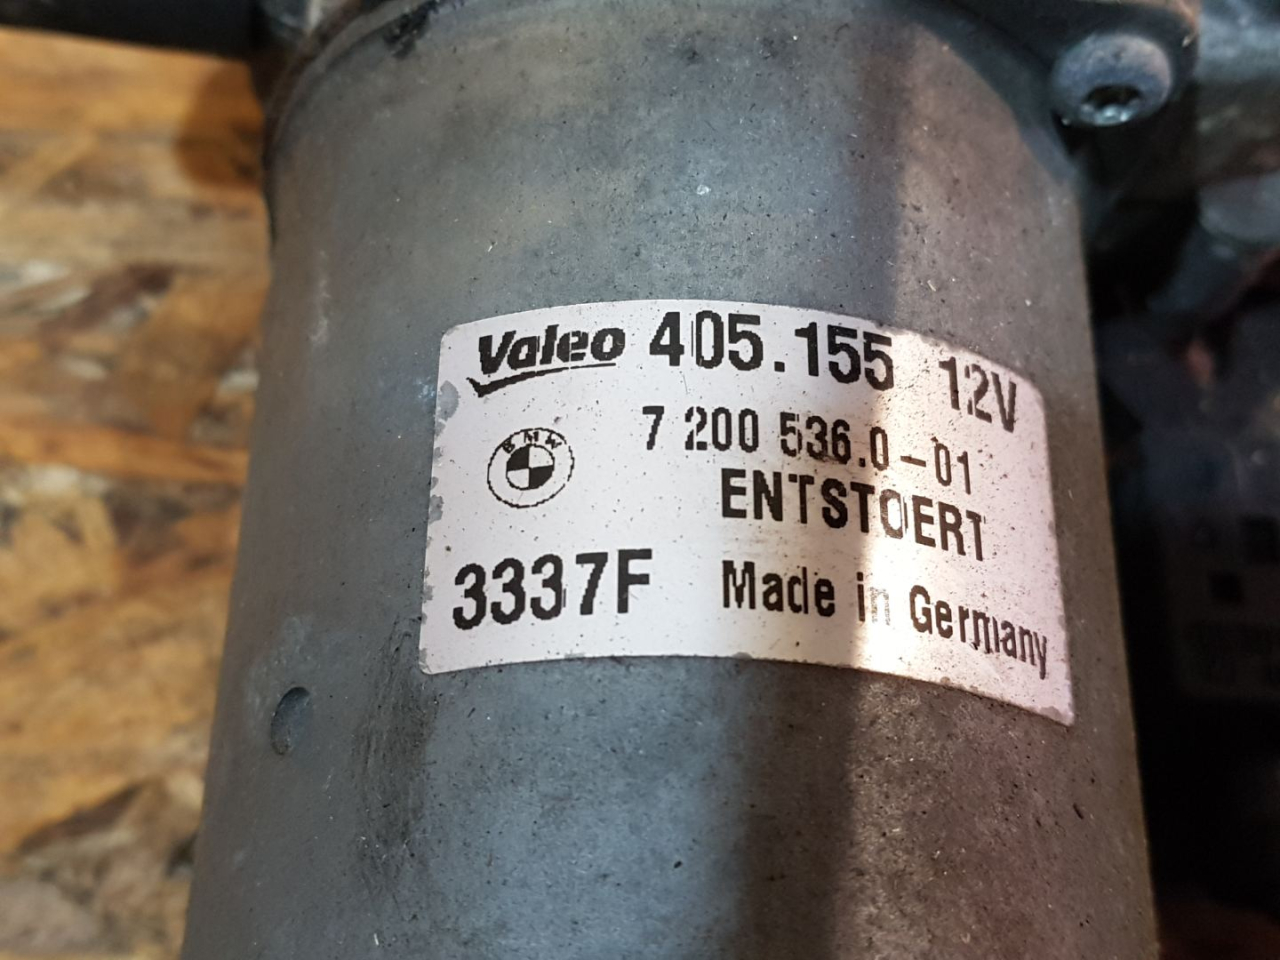 Valeo 405.155 12V
BMW 7 200 536.0-01
ENTSTOERT
3337F Made in Germany